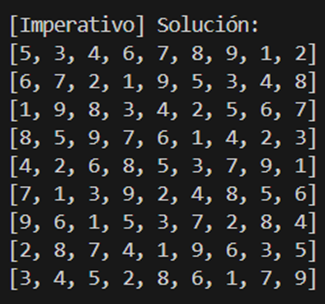 [Imperativo] Solución:
[5, 3, 4, 6, 7, 8, 9, 1, 2]
[6, 7, 2, 1, 9, 5, 3, 4, 8]
[1, 9, 8, 3, 4, 2, 5, 6, 7]
[8, 5, 9, 7, 6, 1, 4, 2, 3]
[4, 2, 6, 8, 5, 3, 7, 9, 1]
[7, 1, 3, 9, 2, 4, 8, 5, 6]
[9, 6, 1, 5, 3, 7, 2, 8, 4]
[2, 8, 7, 4, 1, 9, 6, 3, 5]
[3, 4, 5, 2, 8, 6, 1, 7, 9]